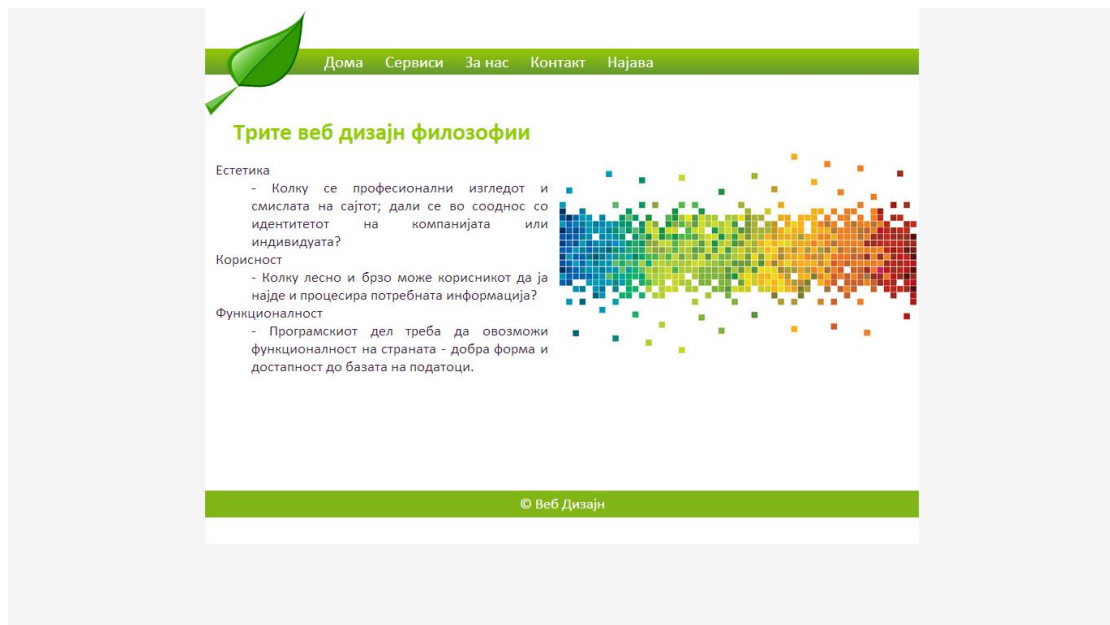 Дома Сервиси За нас Контакт Најава
Трите веб дизајн филозофии
Естетика
- Колку се професионални изгледот и
смислата на сајтот; дали се во сооднос со
идентитетот на компанијата или
индивидуата?
Корисност
- Колку лесно и брзо може корисникот да ја
најде и процесира потребната информација?
Функционалност
- Програмскиот дел треба да овозможи
функционалност на страната - добра форма и
достапност до базата на податоци.
© Веб Дизајн